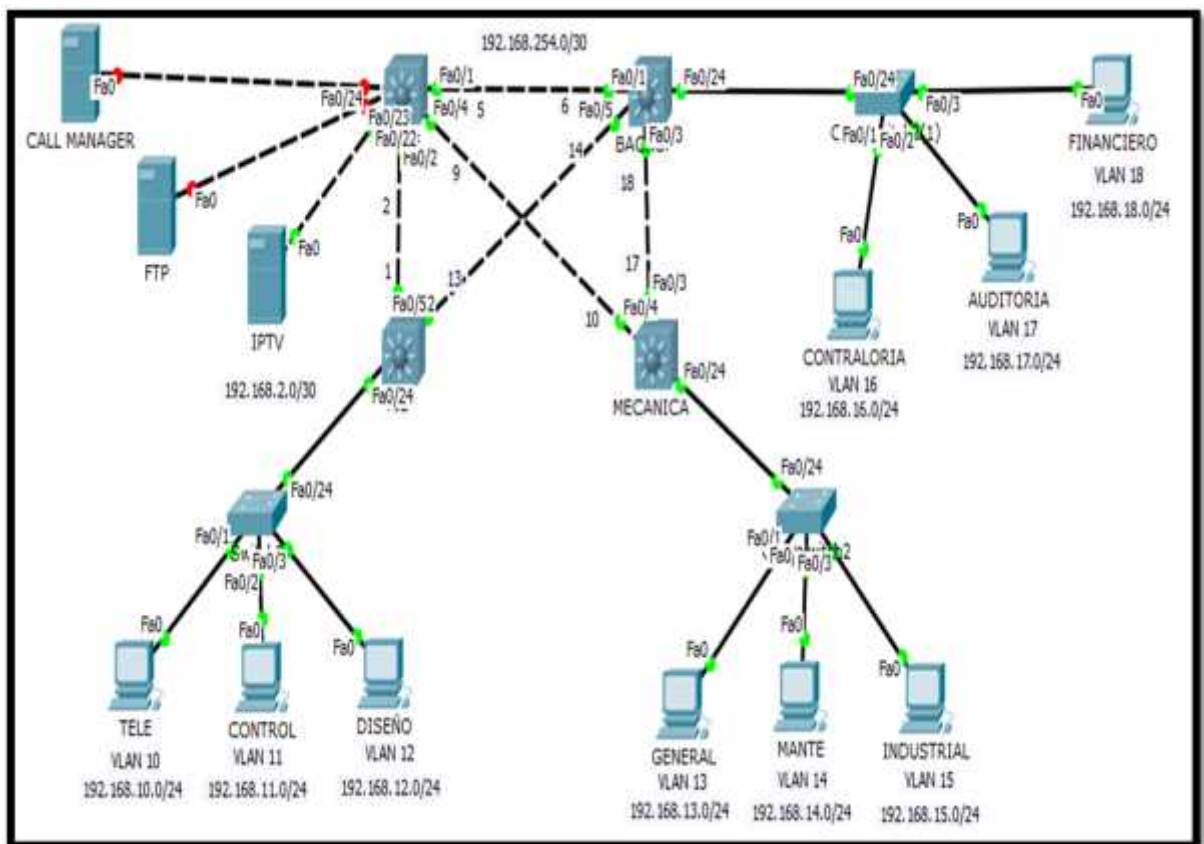 192.168.254.0/30
CALL MANAGER
Fa0
Fa0/24
Fa0/23
Fa0/22
Fa0/2
Fa0/1
Fa0/4
5
6
Fa0/1
Fa0/5
Fa0/24
Fa0/3
Fa0/24
Fa0/3
Fa0/1
Fa0/2
Fa0
FINANCIERO
VLAN 18
192.168.18.0/24
Fa0
FTP
Fa0
IPTV
192.168.2.0/30
2
1
9
14
13
18
17
10
Fa0/3
Fa0/4
Fa0/24
MECANICA
Fa0
CONTRALORIA
VLAN 16
192.168.16.0/24
Fa0
AUDITORIA
VLAN 17
192.168.17.0/24
Fa0/24
Fa0/24
Fa0/1
Fa0/2
Fa0/3
Fa0
Fa0
Fa0
TELE
VLAN 10
192.168.10.0/24
CONTROL
VLAN 11
192.168.11.0/24
DISEÑO
VLAN 12
192.168.12.0/24
Fa0/24
Fa0/3
Fa0
Fa0
Fa0
GENERAL
VLAN 13
192.168.13.0/24
MANTE
VLAN 14
192.168.14.0/24
INDUSTRIAL
VLAN 15
192.168.15.0/24